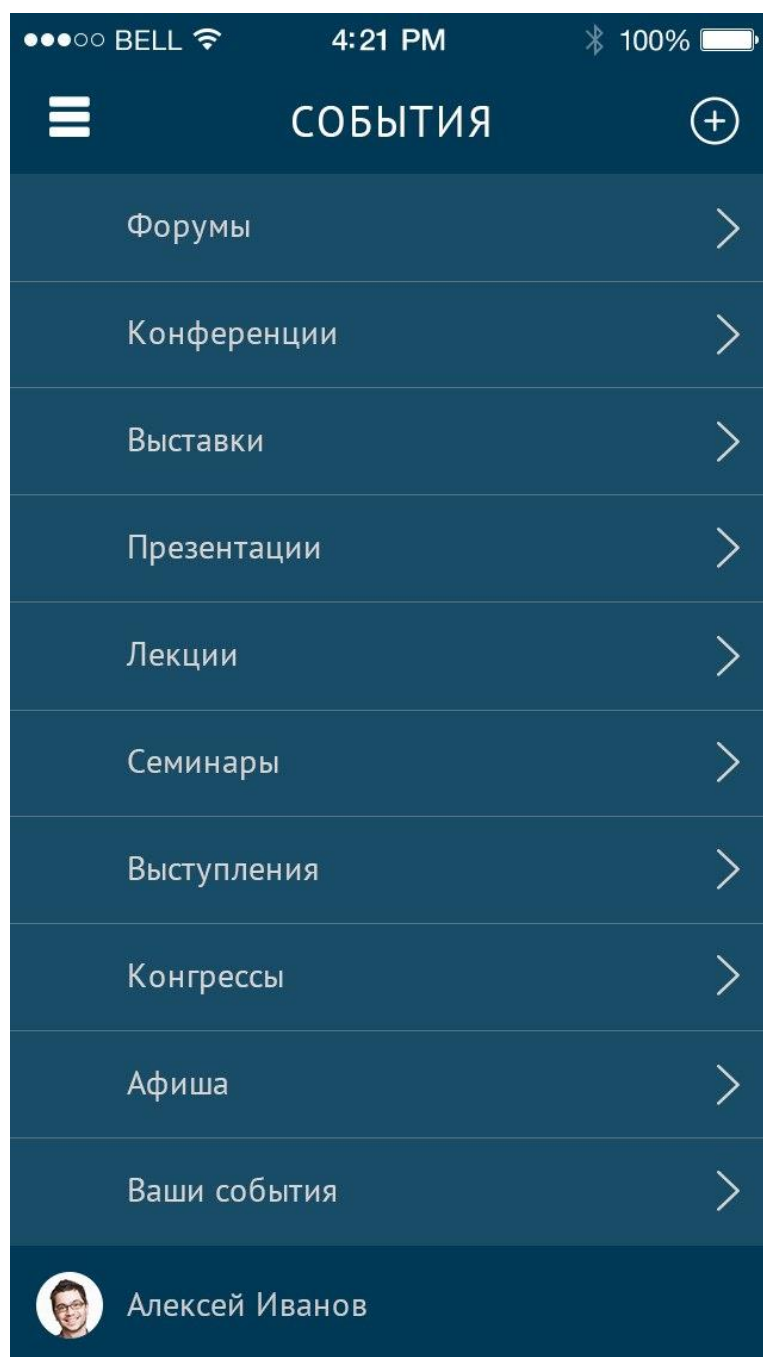 BELL 4:21 PM 100%
СОБЫТИЯ
Форумы
Конференции
Выставки
Презентации
Лекции
Семинары
Выступления
Конгрессы
Афиша
Ваши события
Алексей Иванов